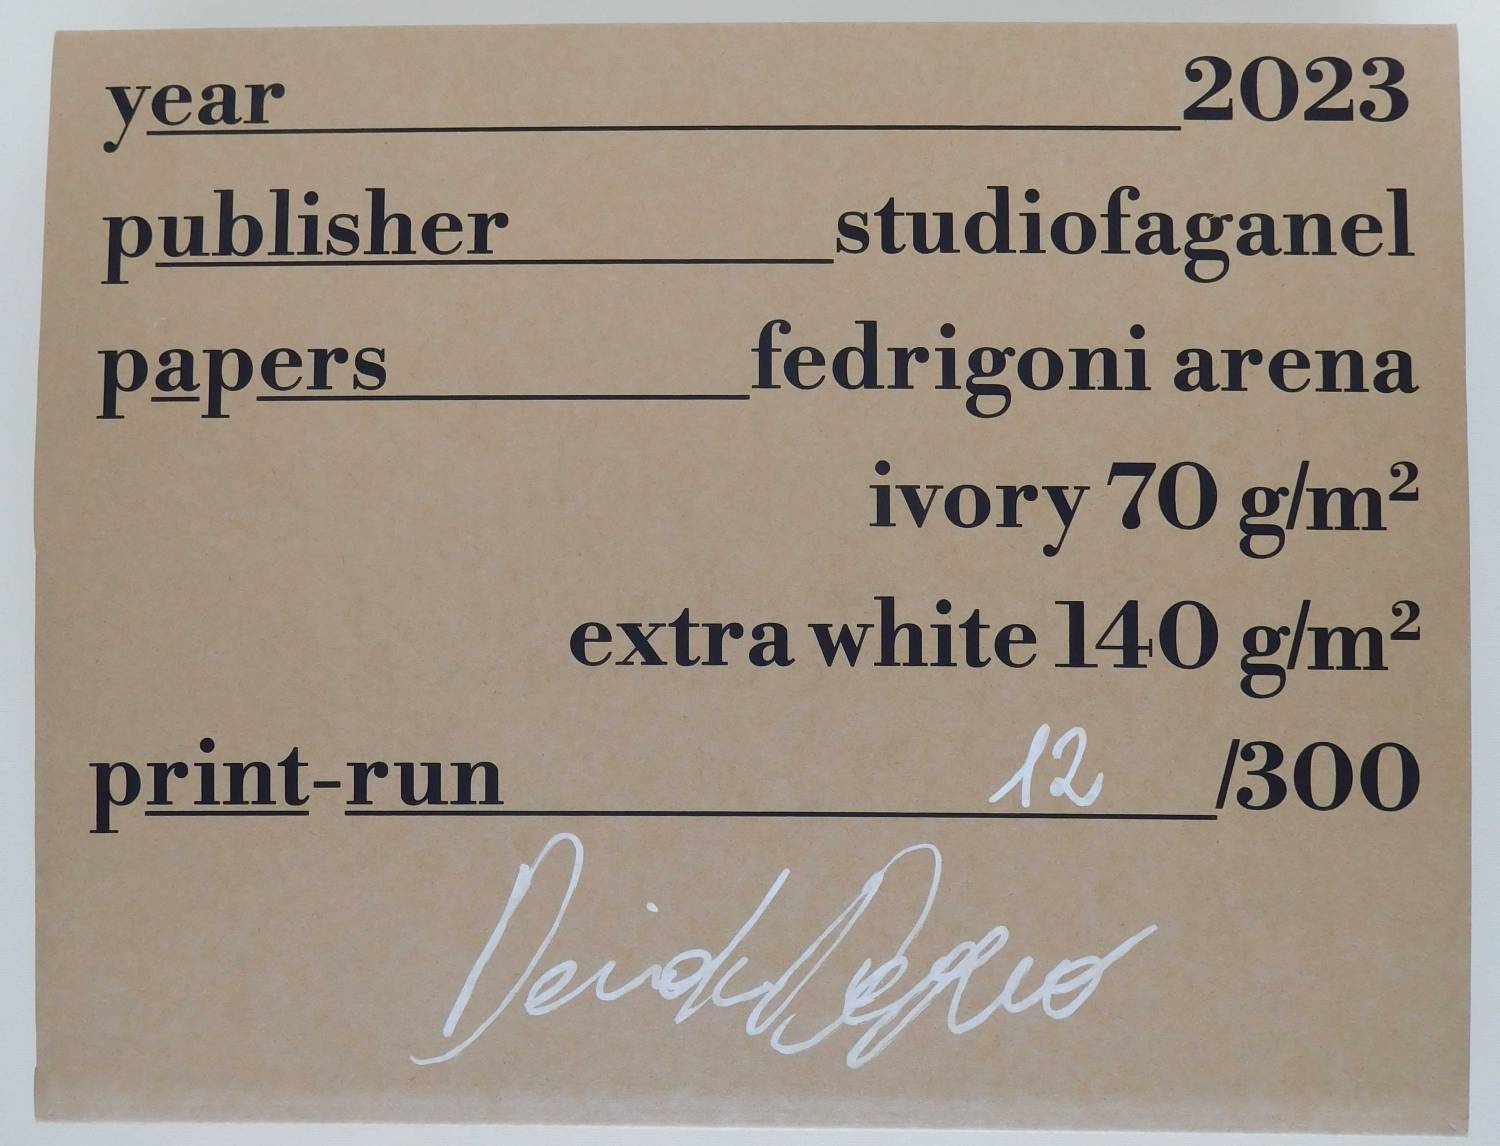 year 2023
publisher studiofaganel
papers fedrigoni arena
ivory 70 g/m²
extra white 140 g/m²
print-run 12 /300